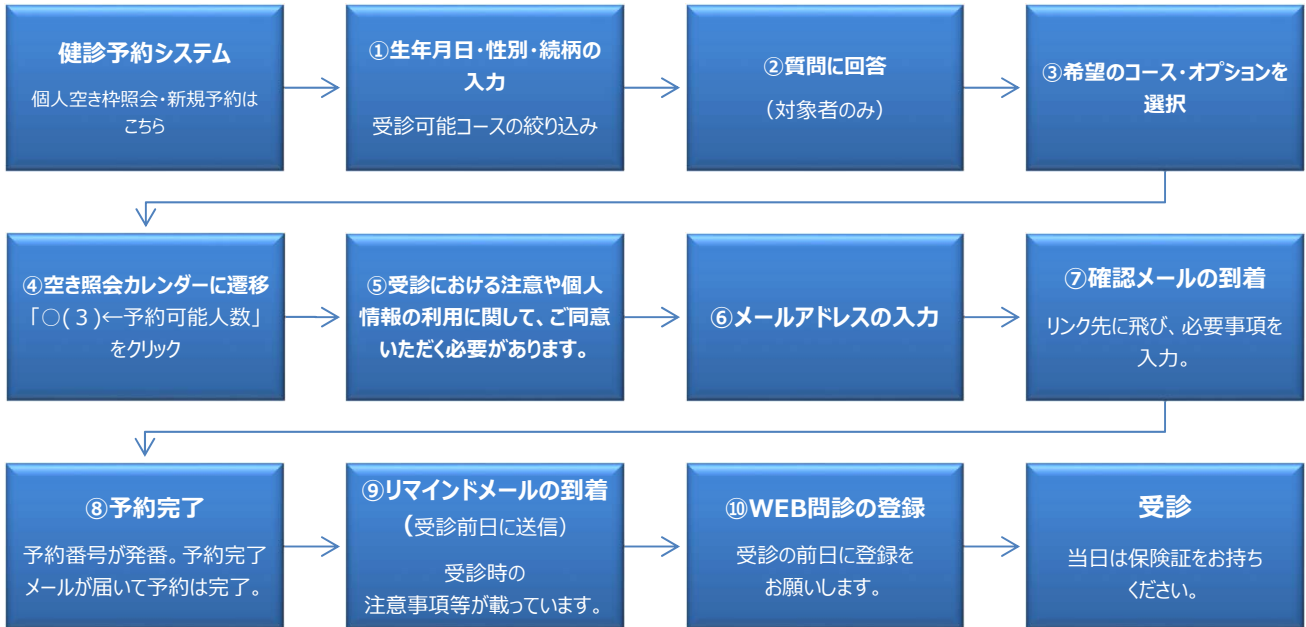 健診予約システム
個人空き枠照会・新規予約は
こちら
①生年月日・性別・続柄の
入力
受診可能コースの絞り込み
②質問に回答
（対象者のみ）
③希望のコース・オプションを
選択
④空き照会カレンダーに遷移
「○(３)←予約可能人数」
をクリック
⑤受診における注意や個人
情報の利用に関して、ご同意
いただく必要があります。
⑥メールアドレスの入力
⑦確認メールの到着
リンク先に飛び、必要事項を
入力。
⑧予約完了
予約番号が発番。予約完了
メールが届いて予約は完了。
⑨リマインドメールの到着
（受診前日に送信）
受診時の
注意事項等が載っています。
⑩WEB問診の登録
受診の前日に登録を
お願いします。
受診
当日は保険証をお持ち
ください。